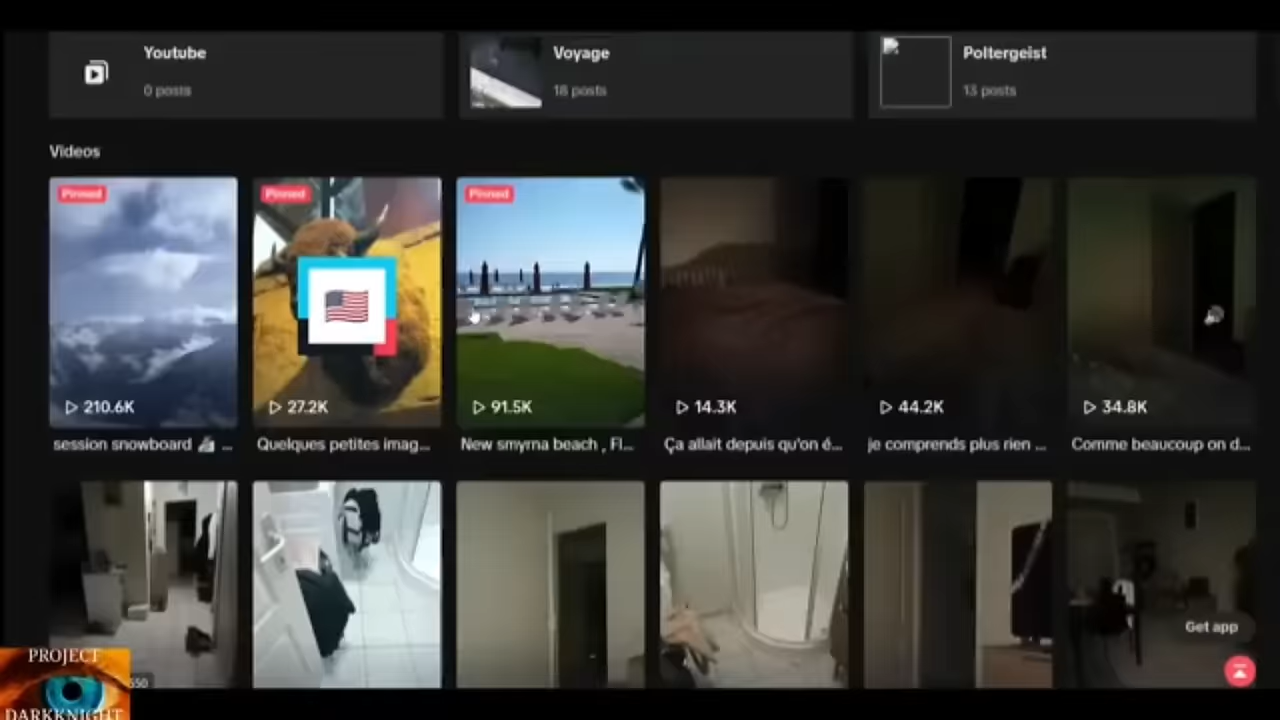 Youtube
0 posts
Voyage
18 posts
Poltergeist
13 posts
Videos
Pinned
Pinned
Pinned
210.6K
27.2K
91.5K
14.3K
44.2K
34.8K
session snowboard ...
Quelques petites imag...
New smyrna beach , Fl...
Ça allait depuis qu'on é...
je comprends plus rien ...
Comme beaucoup on d...
Get app
PROJECT
DARKKNIGHT